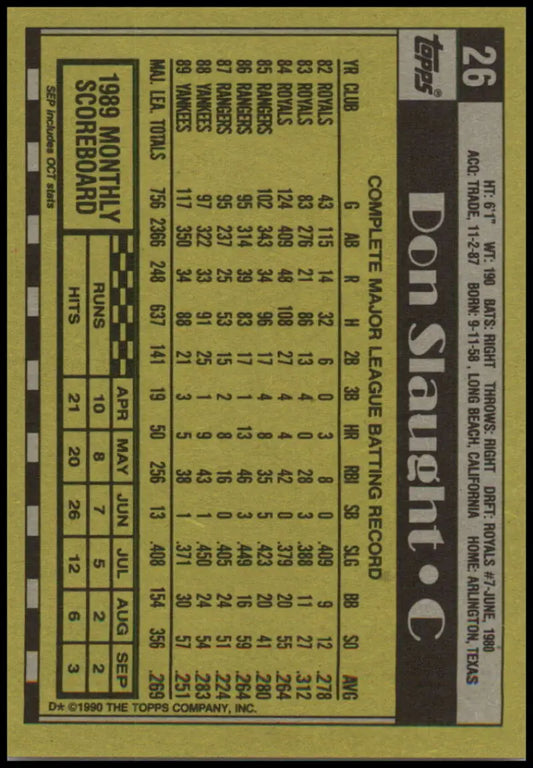 26
HT: 6'1" WT: 190 BATS: RIGHT THROWS: RIGHT DRFT: ROYALS #7-JUNE, 1980
ACQ: TRADE, 11-2-87 BORN: 9-11-58, LONG BEACH, CALIFORNIA HOME: ARLINGTON, TEXAS
topps®
Don Slaught • C
COMPLETE MAJOR LEAGUE BATTING RECORD
YR CLUB G AB R H 2B 3B HR RBI SB SLG BB SO AVG
82 ROYALS 43 115 14 32 6 0 3 8 0 .409 9 12 .278
83 ROYALS 83 276 21 86 13 4 0 28 3 .388 11 27 .312
84 ROYALS 124 409 48 108 27 4 4 42 0 .379 20 55 .264
85 RANGERS 102 343 34 96 17 4 8 35 5 .423 20 41 .280
86 RANGERS 95 314 39 83 17 1 13 46 3 .449 16 59 .264
87 RANGERS 95 237 25 53 15 2 8 16 0 .405 24 51 .224
88 YANKEES 97 322 33 91 25 1 9 43 1 .450 24 54 .283
89 YANKEES 117 350 34 88 21 3 5 38 1 .371 30 57 .251
MAJ. LEA. TOTALS 756 2366 248 637 141 19 50 256 13 .408 154 356 .269
1989 MONTHLY
SCOREBOARD
APR MAY JUN JUL AUG SEP
RUNS 10 8 7 5 2 2
HITS 21 20 26 12 6 3
SEP includes OCT stats
D* ©1990 THE TOPPS COMPANY, INC.